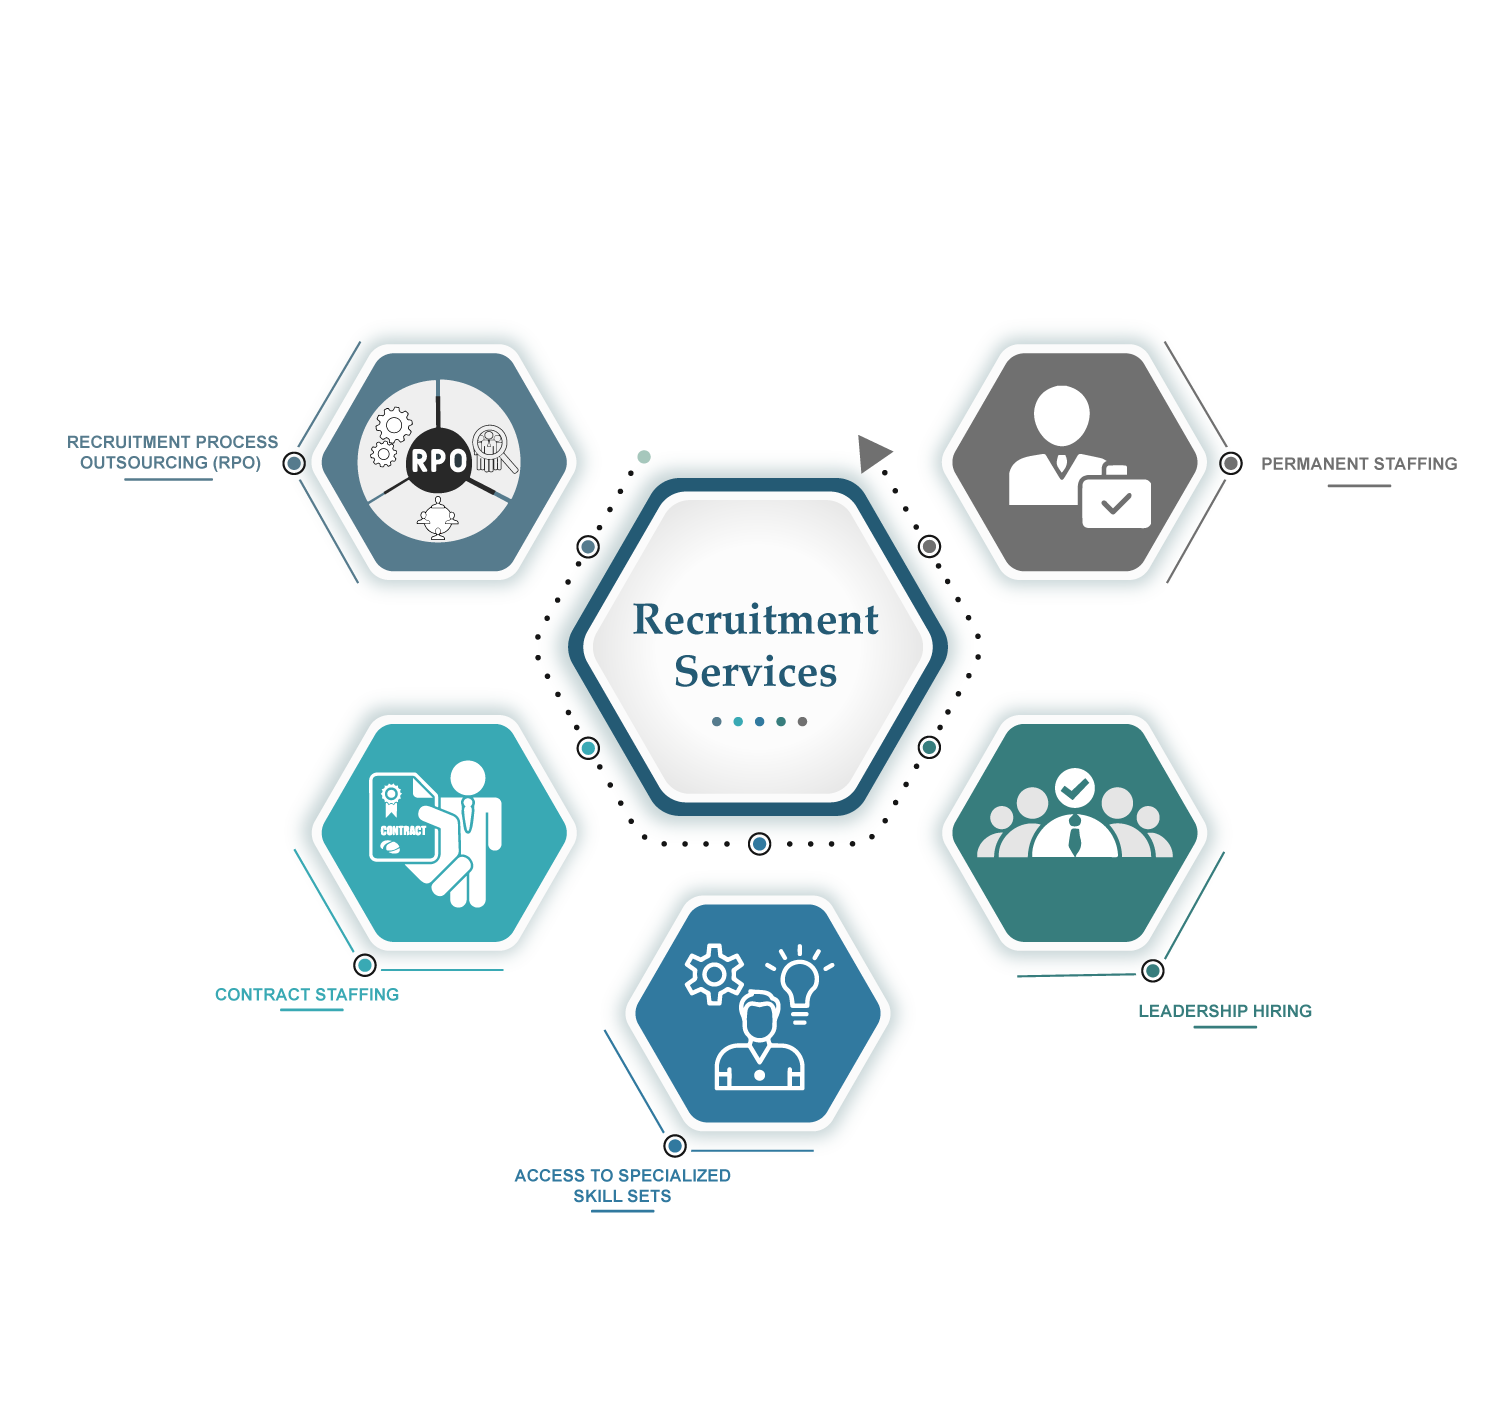 RECRUITMENT PROCESS
OUTSOURCING (RPO)
RPO
PERMANENT STAFFING
Recruitment
Services
CONTRACT
CONTRACT STAFFING
LEADERSHIP HIRING
ACCESS TO SPECIALIZED
SKILL SETS